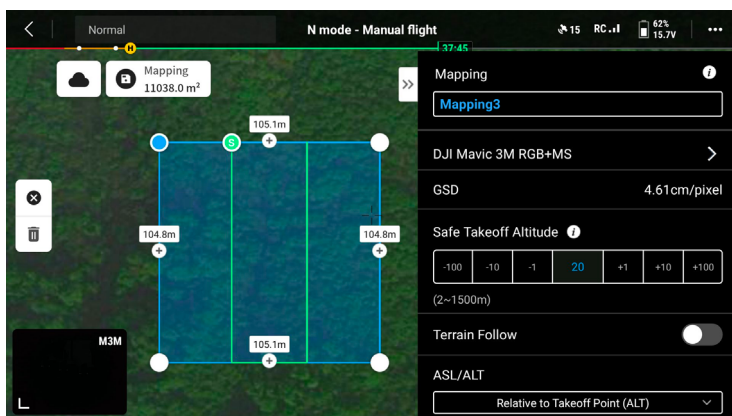 Normal
N mode - Manual flight
15
RC
62%
15.7V
H
37:45
Mapping
11038.0 m²
105.1m
S
104.8m
104.8m
105.1m
M3M
Mapping
i
Mapping3
DJI Mavic 3M RGB+MS
GSD
4.61cm/pixel
Safe Takeoff Altitude i
-100 -10 -1 20 +1 +10 +100
(2~1500m)
Terrain Follow
ASL/ALT
Relative to Takeoff Point (ALT)